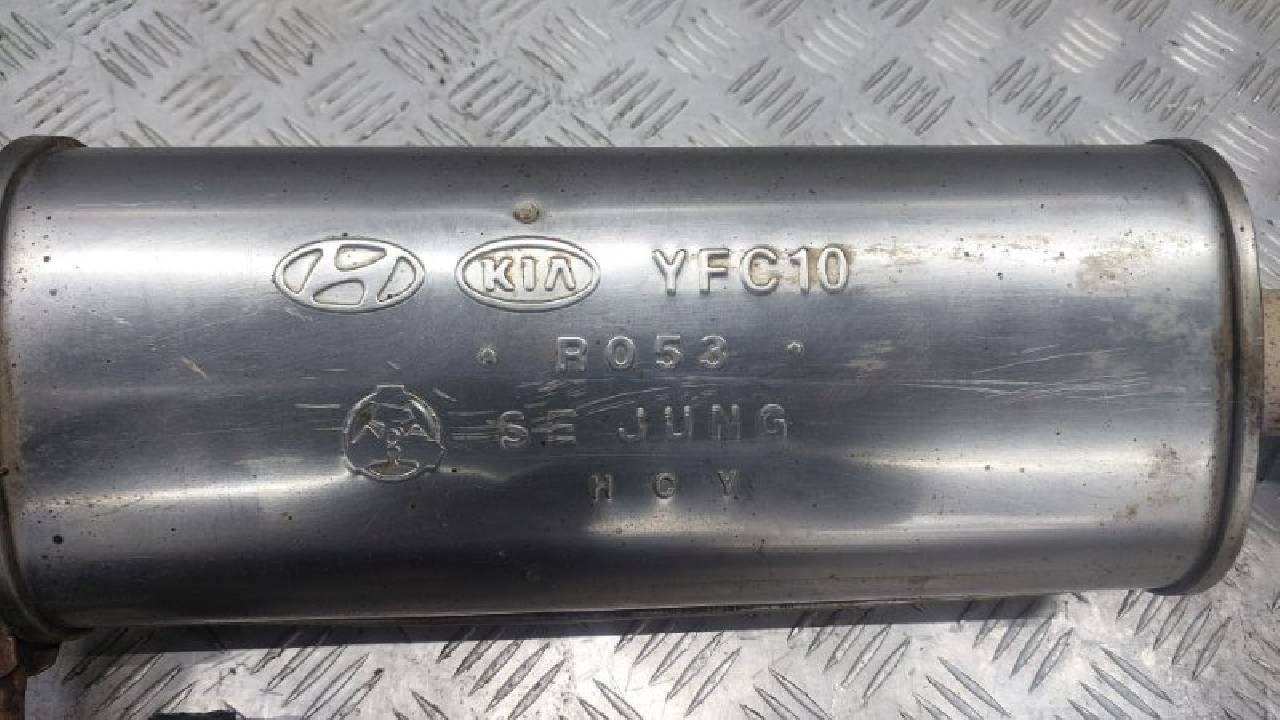 KIA YFC10
R053
SE JUNG
HCY